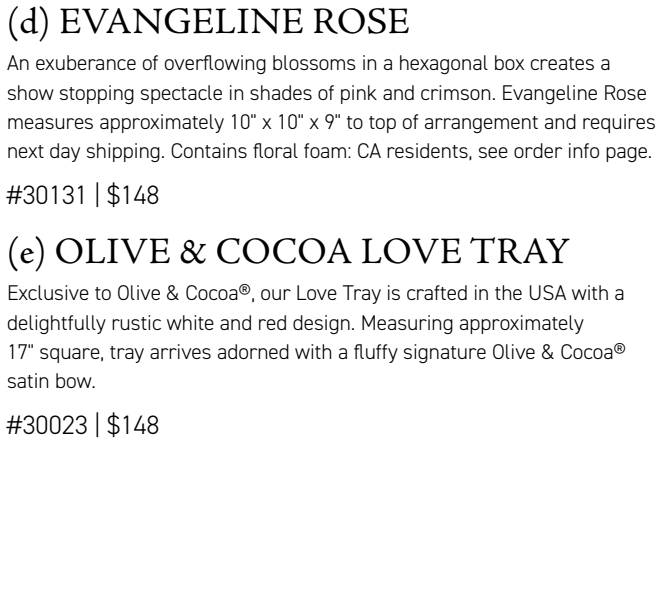 (d) EVANGELINE ROSE
An exuberance of overflowing blossoms in a hexagonal box creates a
show stopping spectacle in shades of pink and crimson. Evangeline Rose
measures approximately 10" x 10" x 9" to top of arrangement and requires
next day shipping. Contains floral foam: CA residents, see order info page.
#30131 | $148
(e) OLIVE & COCOA LOVE TRAY
Exclusive to Olive & Cocoa®, our Love Tray is crafted in the USA with a
delightfully rustic white and red design. Measuring approximately
17" square, tray arrives adorned with a fluffy signature Olive & Cocoa®
satin bow.
#30023 | $148